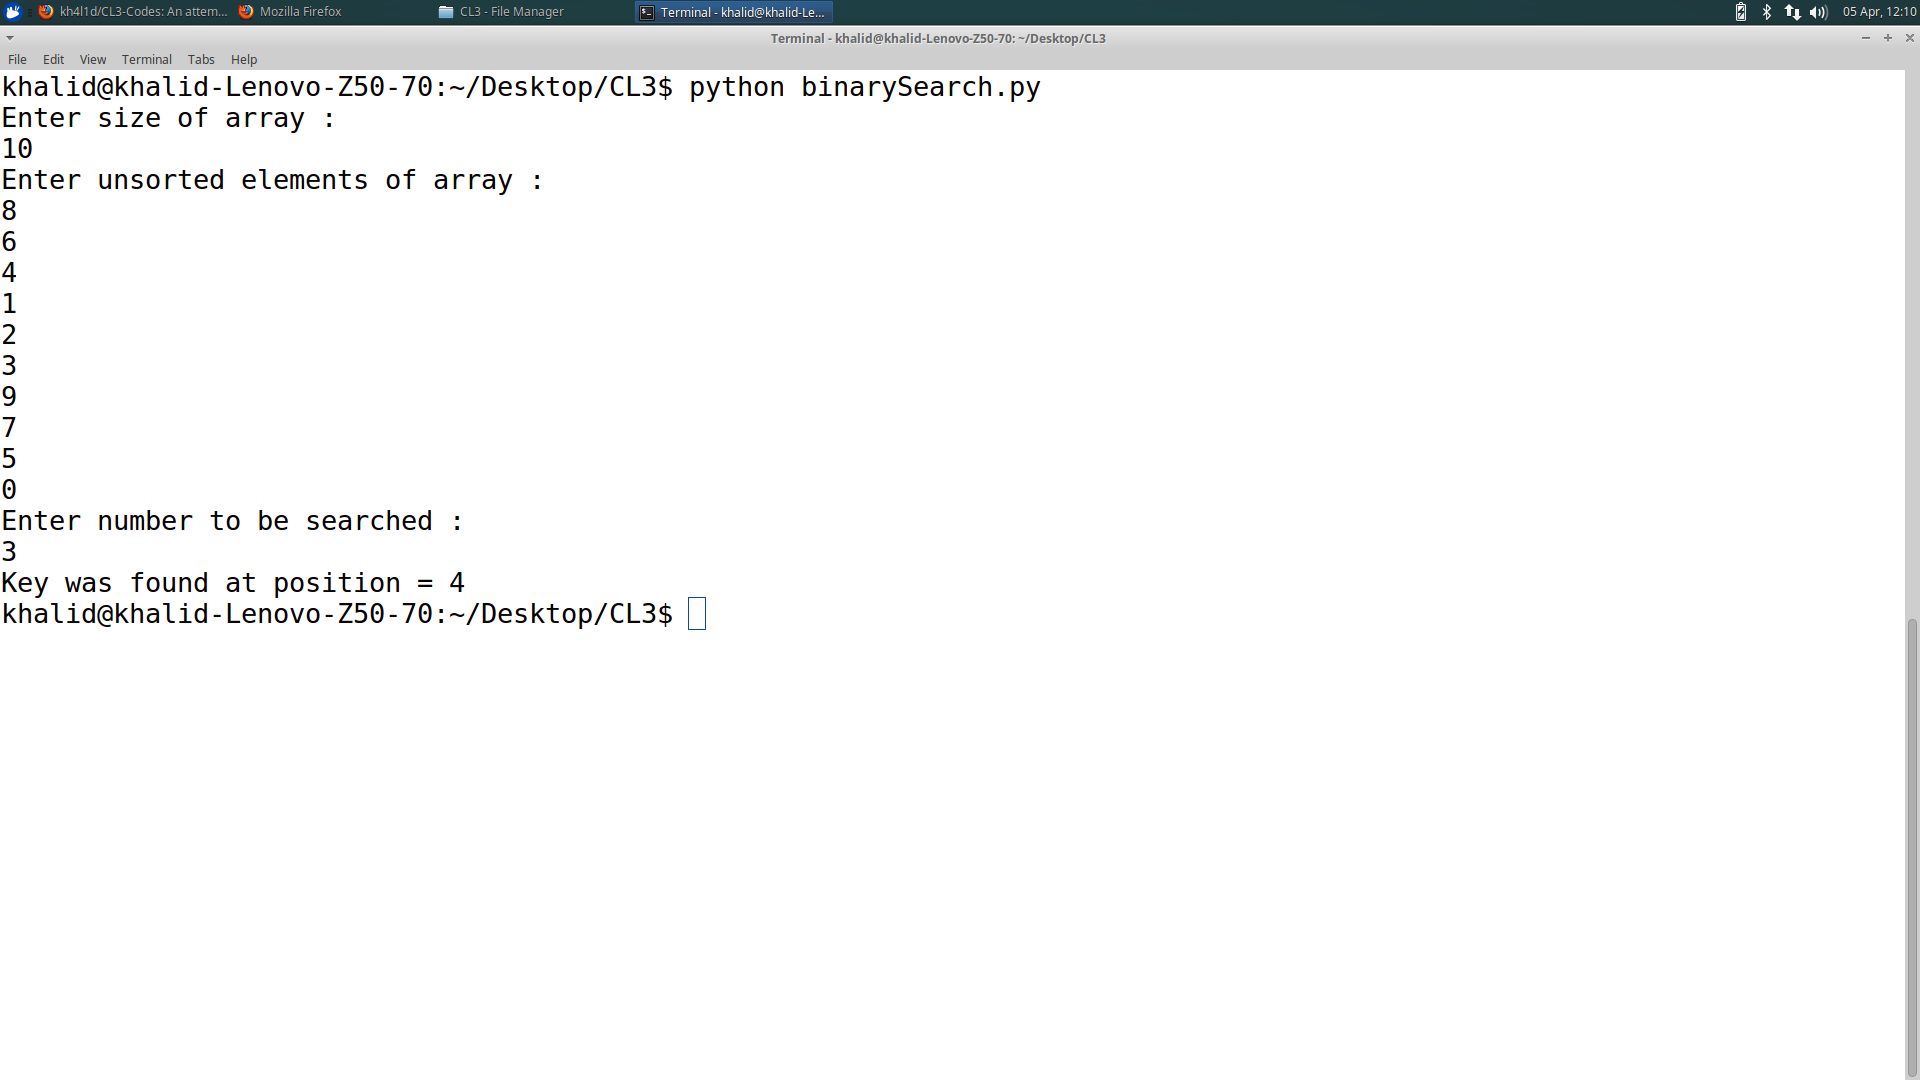 kh4l1d/CL3-Codes: An attem... Mozilla Firefox CL3 - File Manager Terminal - khalid@khalid-Le... 05 Apr, 12:10
Terminal - khalid@khalid-Lenovo-Z50-70: ~/Desktop/CL3
File Edit View Terminal Tabs Help
khalid@khalid-Lenovo-Z50-70:~/Desktop/CL3$ python binarySearch.py
Enter size of array :
10
Enter unsorted elements of array :
8
6
4
1
2
3
9
7
5
0
Enter number to be searched :
3
Key was found at position = 4
khalid@khalid-Lenovo-Z50-70:~/Desktop/CL3$